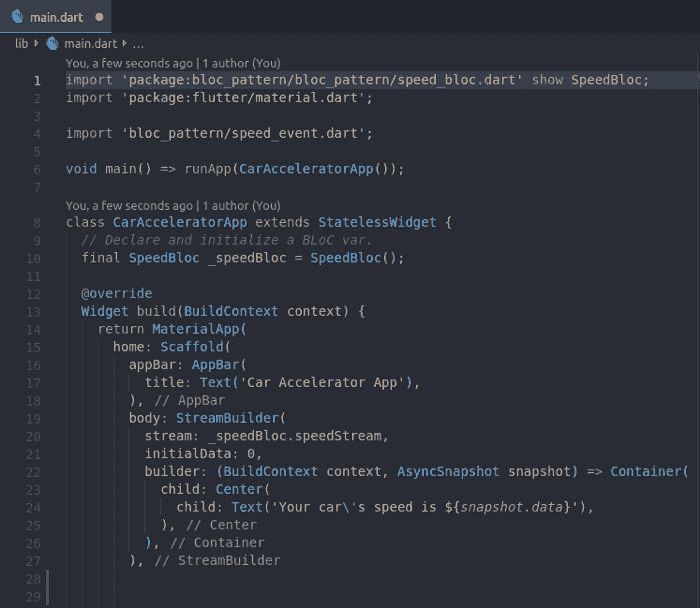 main.dart
lib main.dart ...
You, a few seconds ago | 1 author (You)
1 import 'package:bloc_pattern/bloc_pattern/speed_bloc.dart' show SpeedBloc;
2 import 'package:flutter/material.dart';
3
4 import 'bloc_pattern/speed_event.dart';
5
6 void main() => runApp(CarAcceleratorApp());
7
You, a few seconds ago | 1 author (You)
8 class CarAcceleratorApp extends StatelessWidget {
9 // Declare and initialize a BLoC var.
10 final SpeedBloc _speedBloc = SpeedBloc();
11
12 @override
13 Widget build(BuildContext context) {
14 return MaterialApp(
15 home: Scaffold(
16 appBar: AppBar(
17 title: Text('Car Accelerator App'),
18 ), // AppBar
19 body: StreamBuilder(
20 stream: _speedBloc.speedStream,
21 initialData: 0,
22 builder: (BuildContext context, AsyncSnapshot snapshot) => Container(
23 child: Center(
24 child: Text('Your car\'s speed is ${snapshot.data}'),
25 ), // Center
26 ), // Container
27 ), // StreamBuilder
28
29